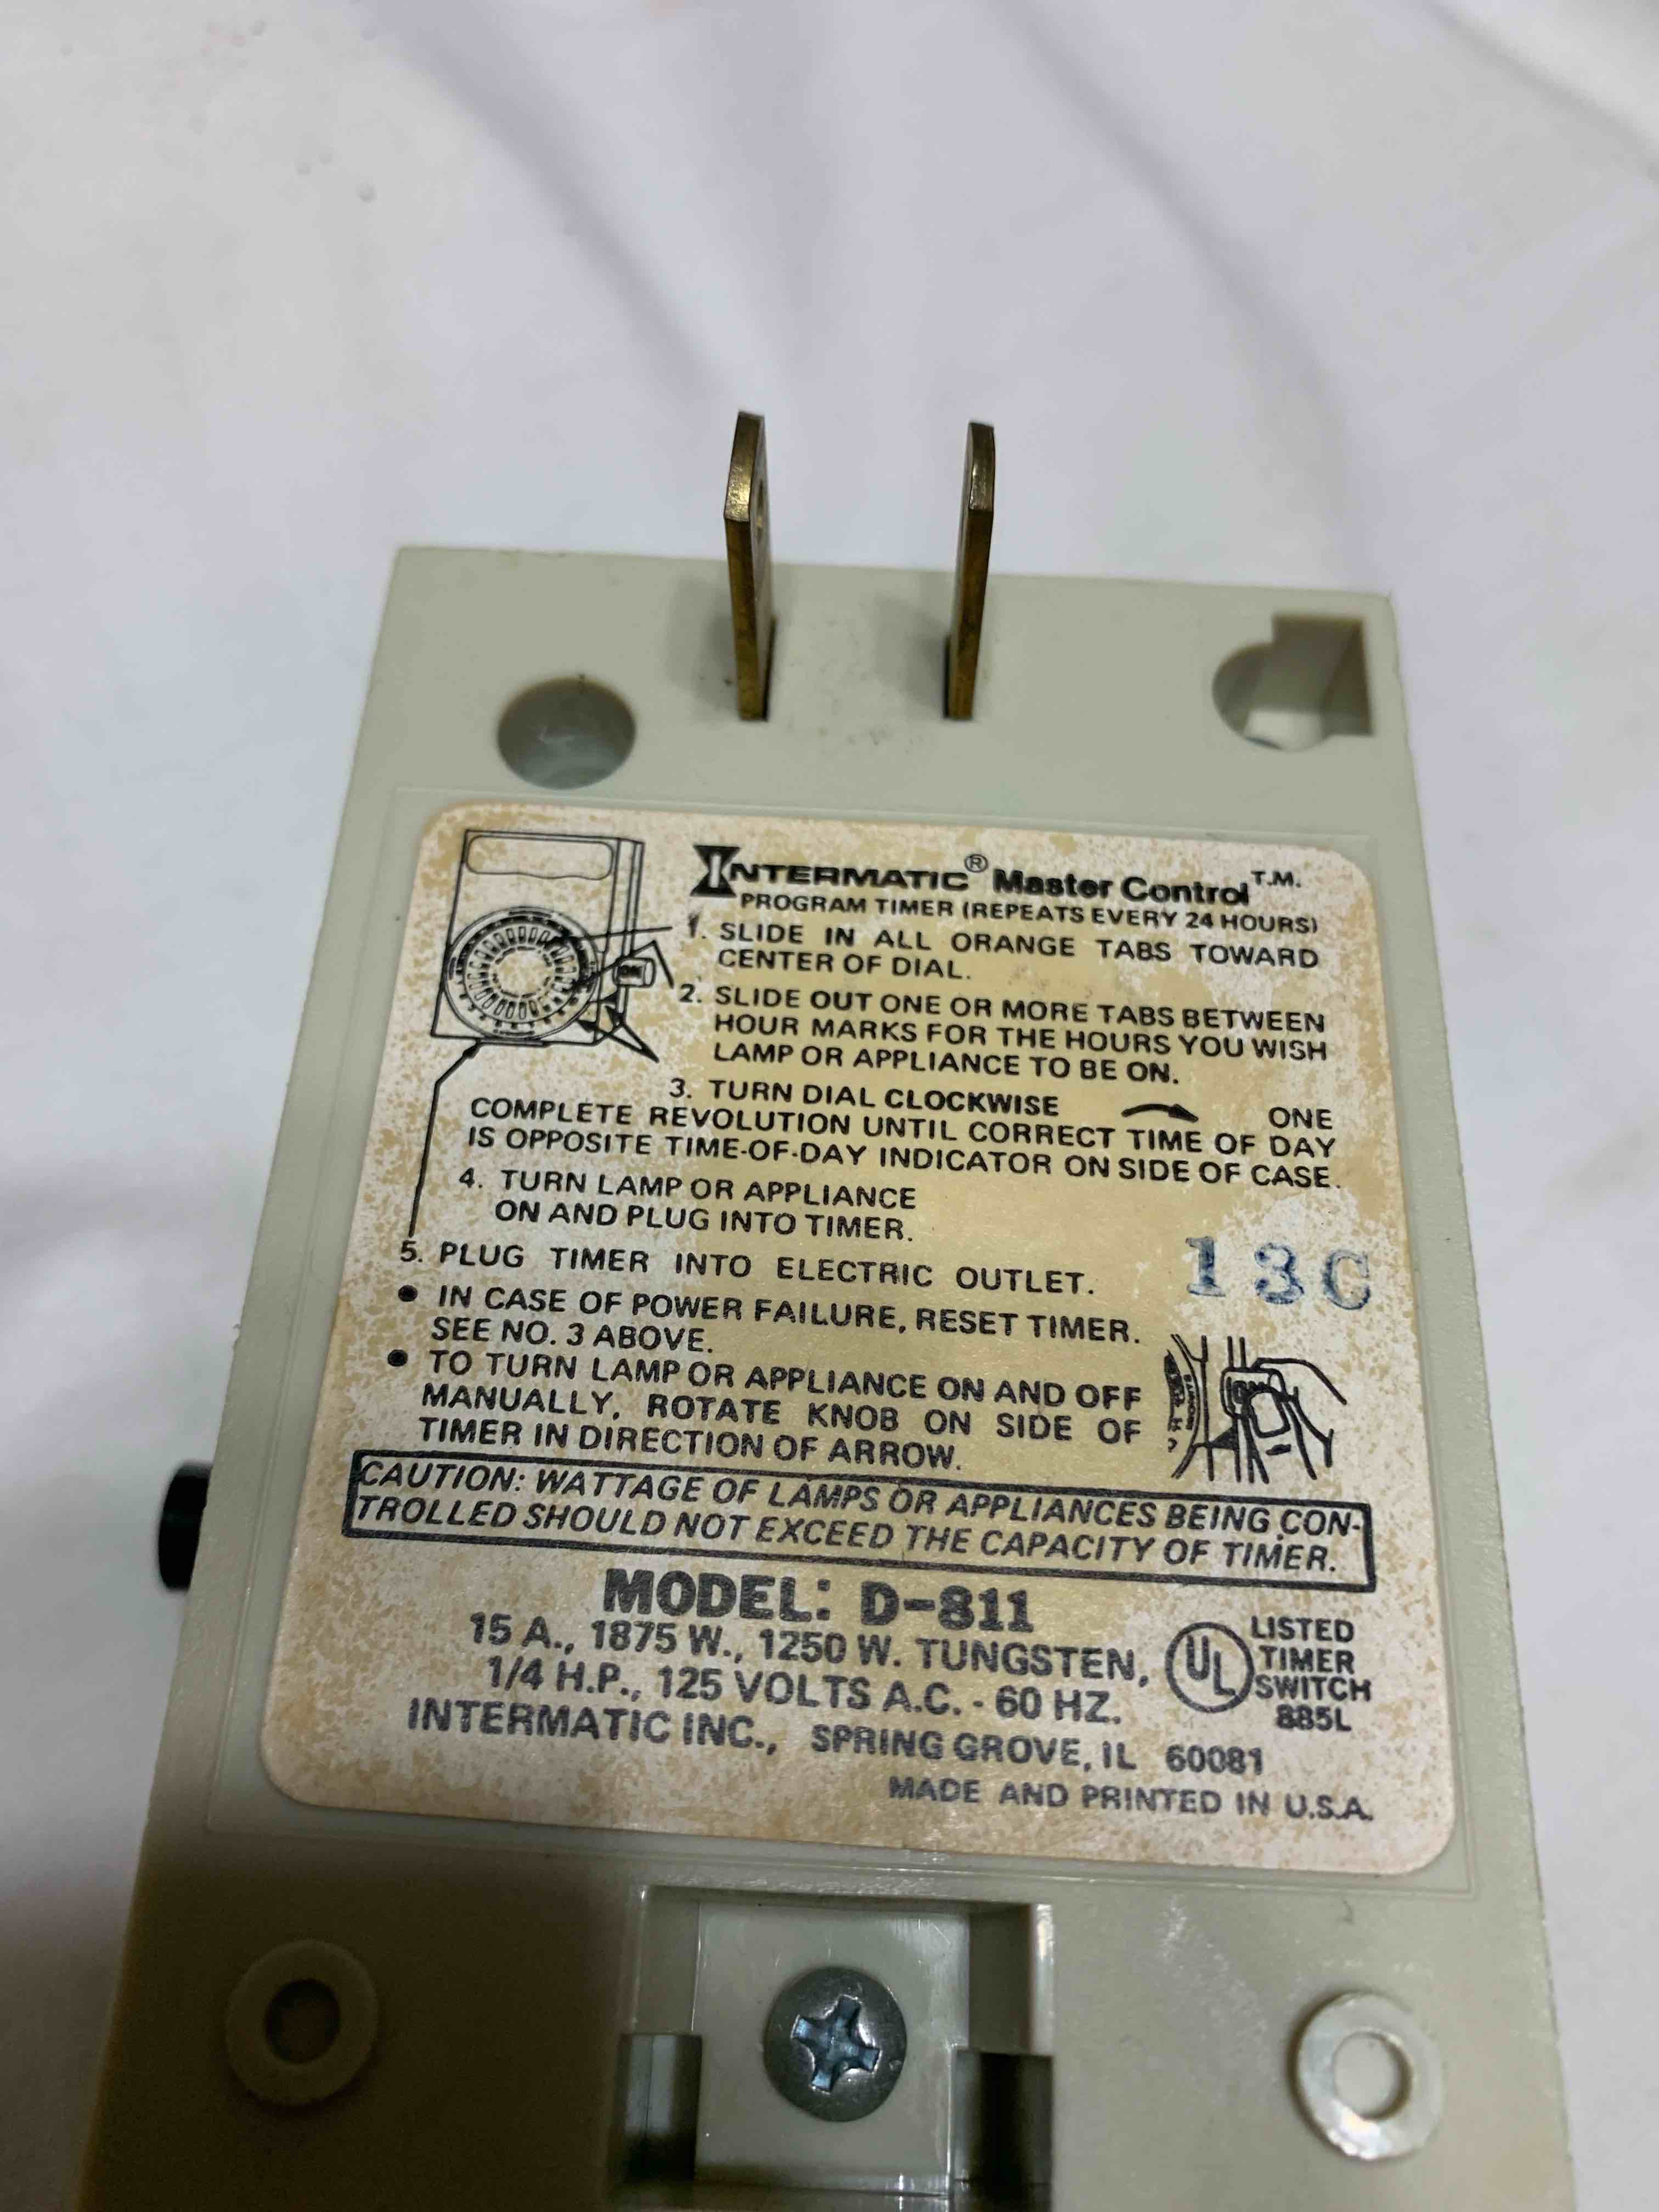 INTERMATIC® Master Control T.M.
PROGRAM TIMER (REPEATS EVERY 24 HOURS)
1. SLIDE IN ALL ORANGE TABS TOWARD
CENTER OF DIAL.
2. SLIDE OUT ONE OR MORE TABS BETWEEN
HOUR MARKS FOR THE HOURS YOU WISH
LAMP OR APPLIANCE TO BE ON.
3. TURN DIAL CLOCKWISE ONE
COMPLETE REVOLUTION UNTIL CORRECT TIME OF DAY
IS OPPOSITE TIME-OF-DAY INDICATOR ON SIDE OF CASE.
4. TURN LAMP OR APPLIANCE
ON AND PLUG INTO TIMER.
5. PLUG TIMER INTO ELECTRIC OUTLET.
13C
• IN CASE OF POWER FAILURE, RESET TIMER.
SEE NO. 3 ABOVE.
• TO TURN LAMP OR APPLIANCE ON AND OFF
MANUALLY, ROTATE KNOB ON SIDE OF
TIMER IN DIRECTION OF ARROW.
CAUTION: WATTAGE OF LAMPS OR APPLIANCES BEING CON-
TROLLED SHOULD NOT EXCEED THE CAPACITY OF TIMER.
MODEL: D-811
15 A., 1875 W., 1250 W. TUNGSTEN,
1/4 H.P., 125 VOLTS A.C. - 60 HZ.
UL
LISTED
TIMER
SWITCH
885L
INTERMATIC INC., SPRING GROVE, IL 60081
MADE AND PRINTED IN U.S.A.
ON